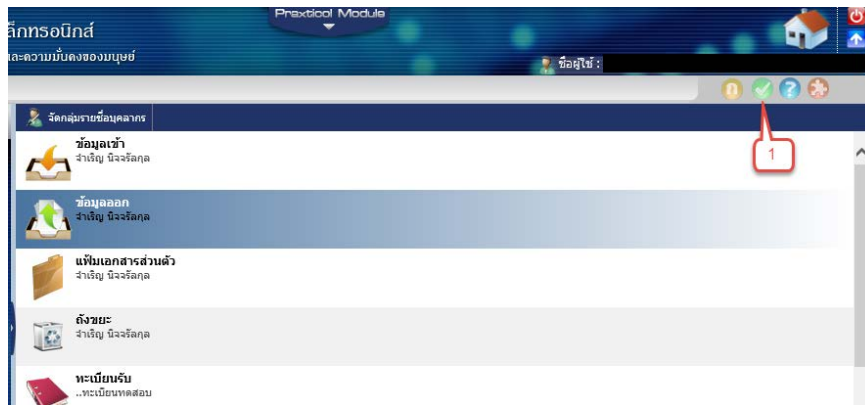 ล็กทรอนิกส์
Praxticol Module
และความมั่นคงของมนุษย์
ชื่อผู้ใช้ :
จัดกลุ่มรายชื่อบุคลากร
1
ข้อมูลเข้า
สำเริญ นิจจรัลกุล
ข้อมูลออก
สำเริญ นิจจรัลกุล
แฟ้มเอกสารส่วนตัว
สำเริญ นิจจรัลกุล
ถังขยะ
สำเริญ นิจจรัลกุล
ทะเบียนรับ
..ทะเบียนทดสอบ